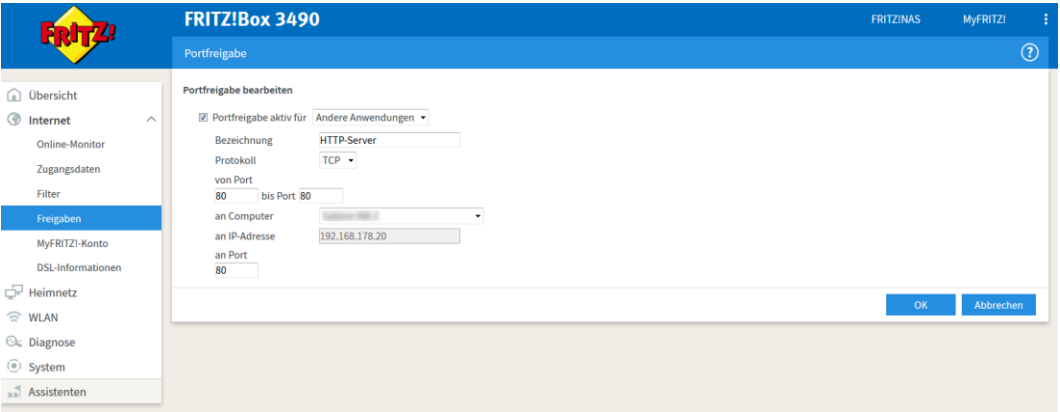 FRITZ!
FRITZ!Box 3490
FRITZ!NAS
MyFRITZ!
Portfreigabe
?
Übersicht
Internet
Online-Monitor
Zugangsdaten
Filter
Freigaben
MyFRITZ!-Konto
DSL-Informationen
Heimnetz
WLAN
Diagnose
System
Assistenten
Portfreigabe bearbeiten
Portfreigabe aktiv für Andere Anwendungen
Bezeichnung HTTP-Server
Protokoll TCP
von Port
80 bis Port 80
an Computer
an IP-Adresse 192.168.178.20
an Port
80
OK Abbrechen